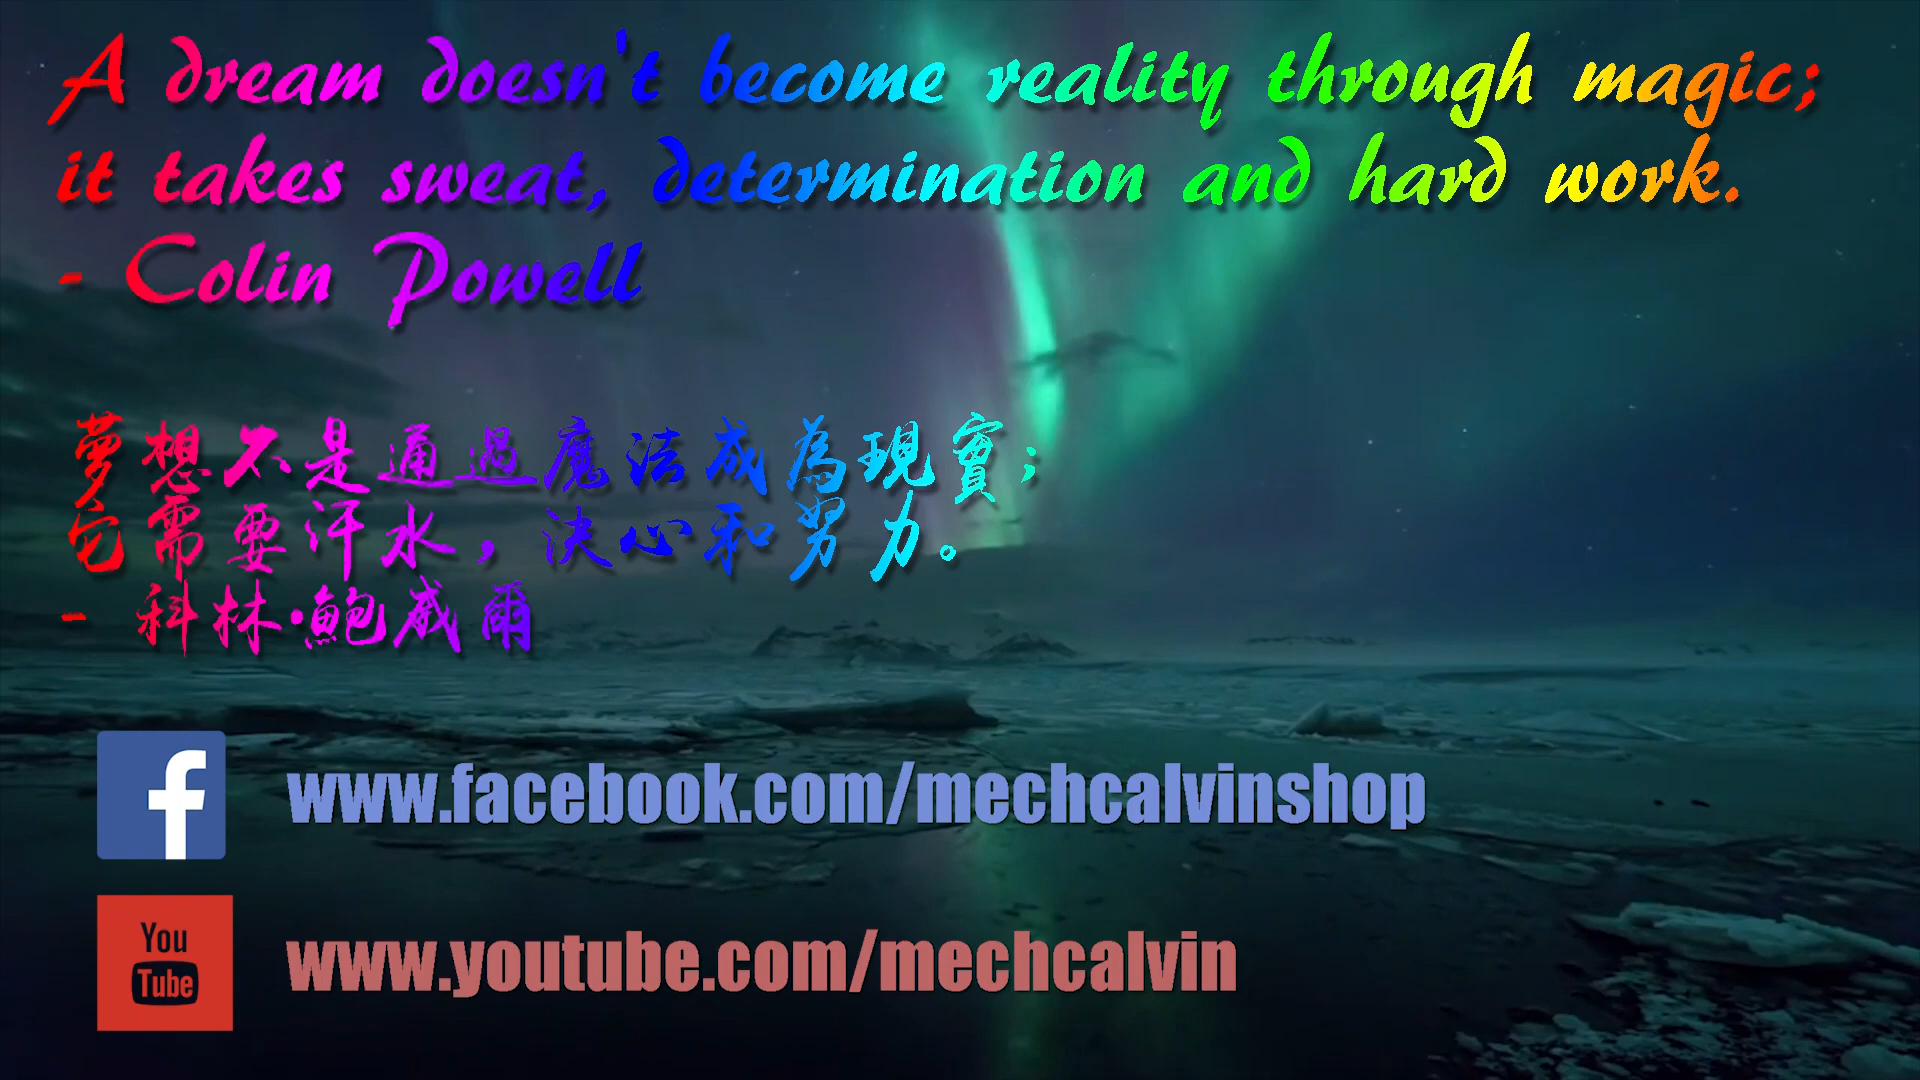 A dream doesn't become reality through magic;
it takes sweat, determination and hard work.
- Colin Powell
夢想不是通過魔法成為現實;
它需要汗水，決心和努力。
- 科林·鮑威爾
f www.facebook.com/mechcalvinshop
You
Tube
www.youtube.com/mechcalvin